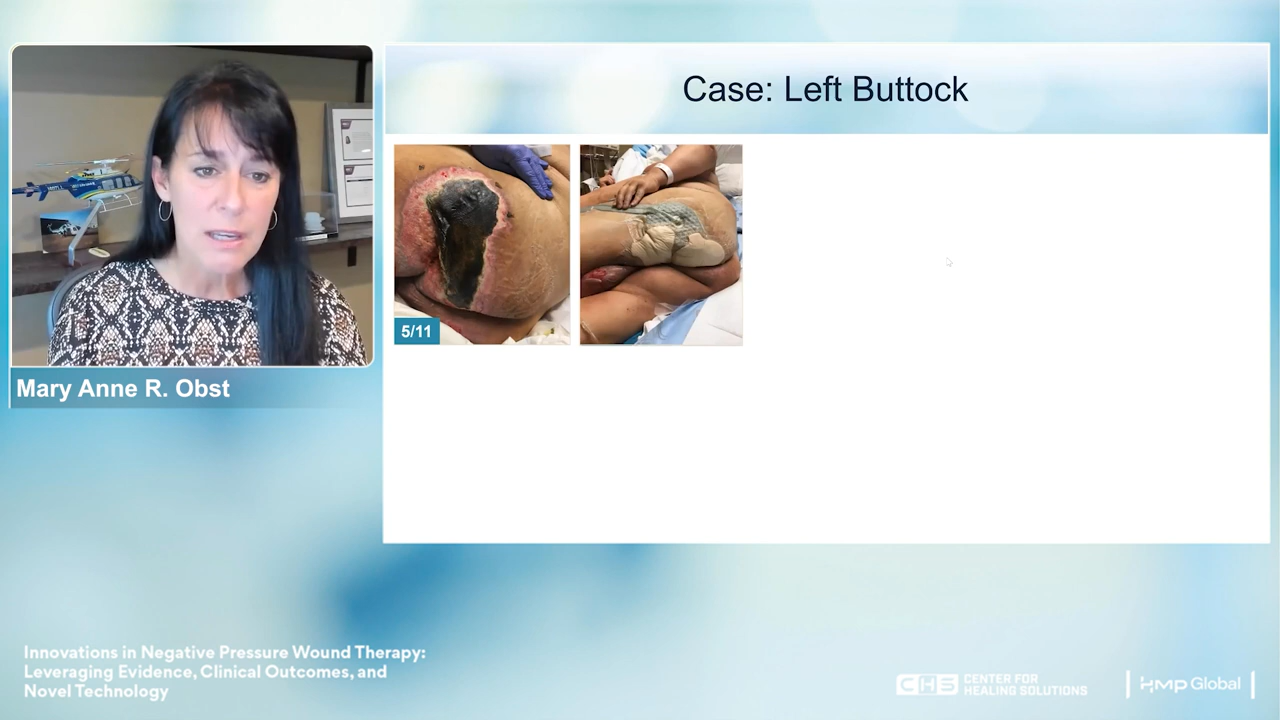 Case: Left Buttock
5/11
Mary Anne R. Obst
Innovations in Negative Pressure Wound Therapy:
Leveraging Evidence, Clinical Outcomes, and
Novel Technology
CHS CENTER FOR
HEALING SOLUTIONS
HMP Global